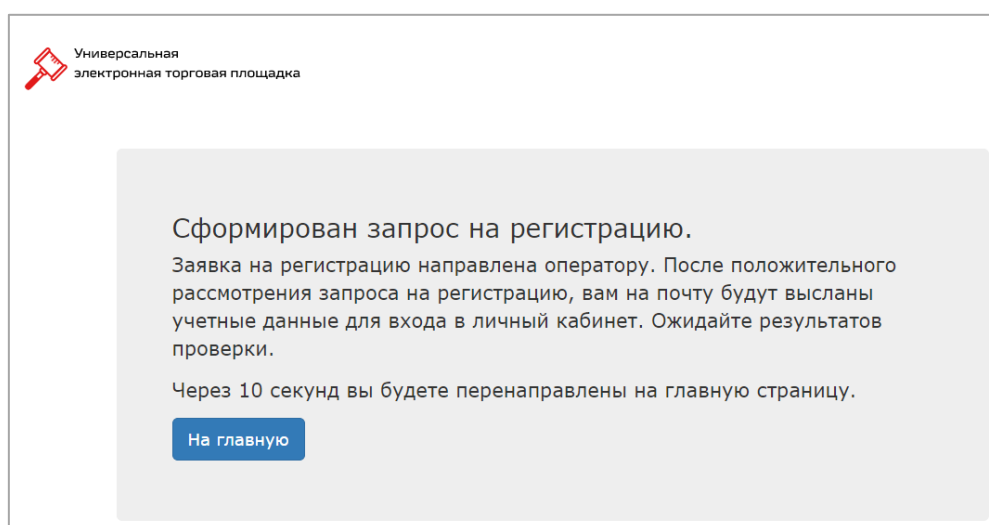 Универсальная
электронная торговая площадка
Сформирован запрос на регистрацию.
Заявка на регистрацию направлена оператору. После положительного
рассмотрения запроса на регистрацию, вам на почту будут высланы
учетные данные для входа в личный кабинет. Ожидайте результатов
проверки.
Через 10 секунд вы будете перенаправлены на главную страницу.
На главную